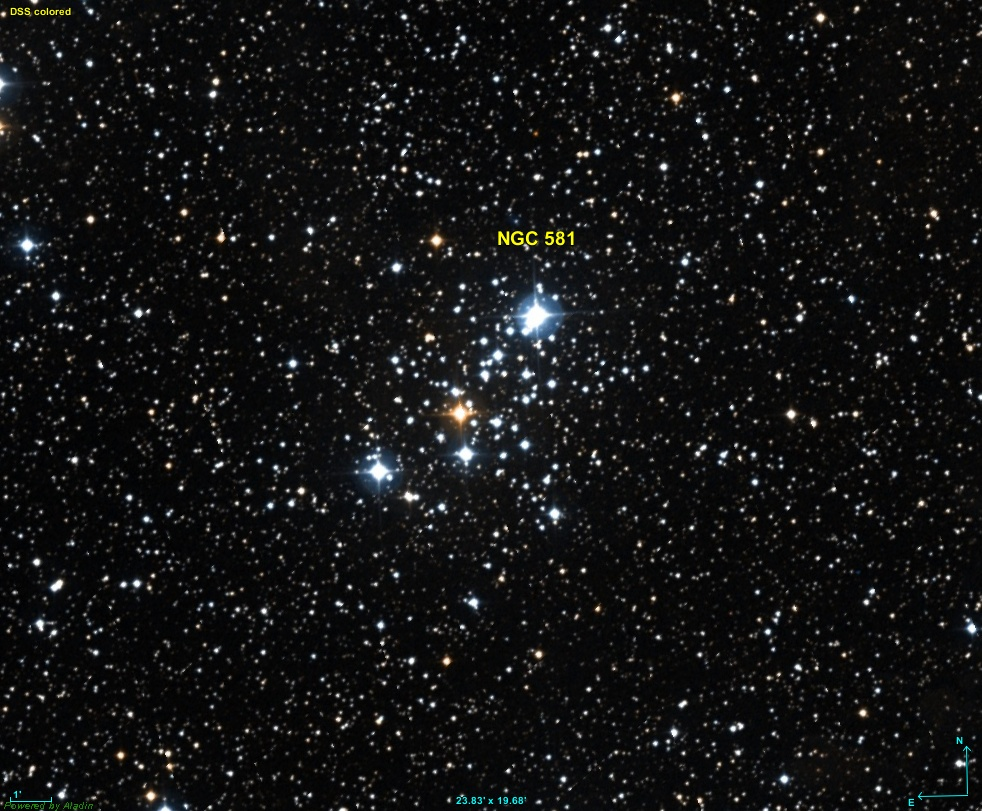 DSS colored
NGC 581
N
1'
E
23.83' x 19.68'
Powered by Aladin